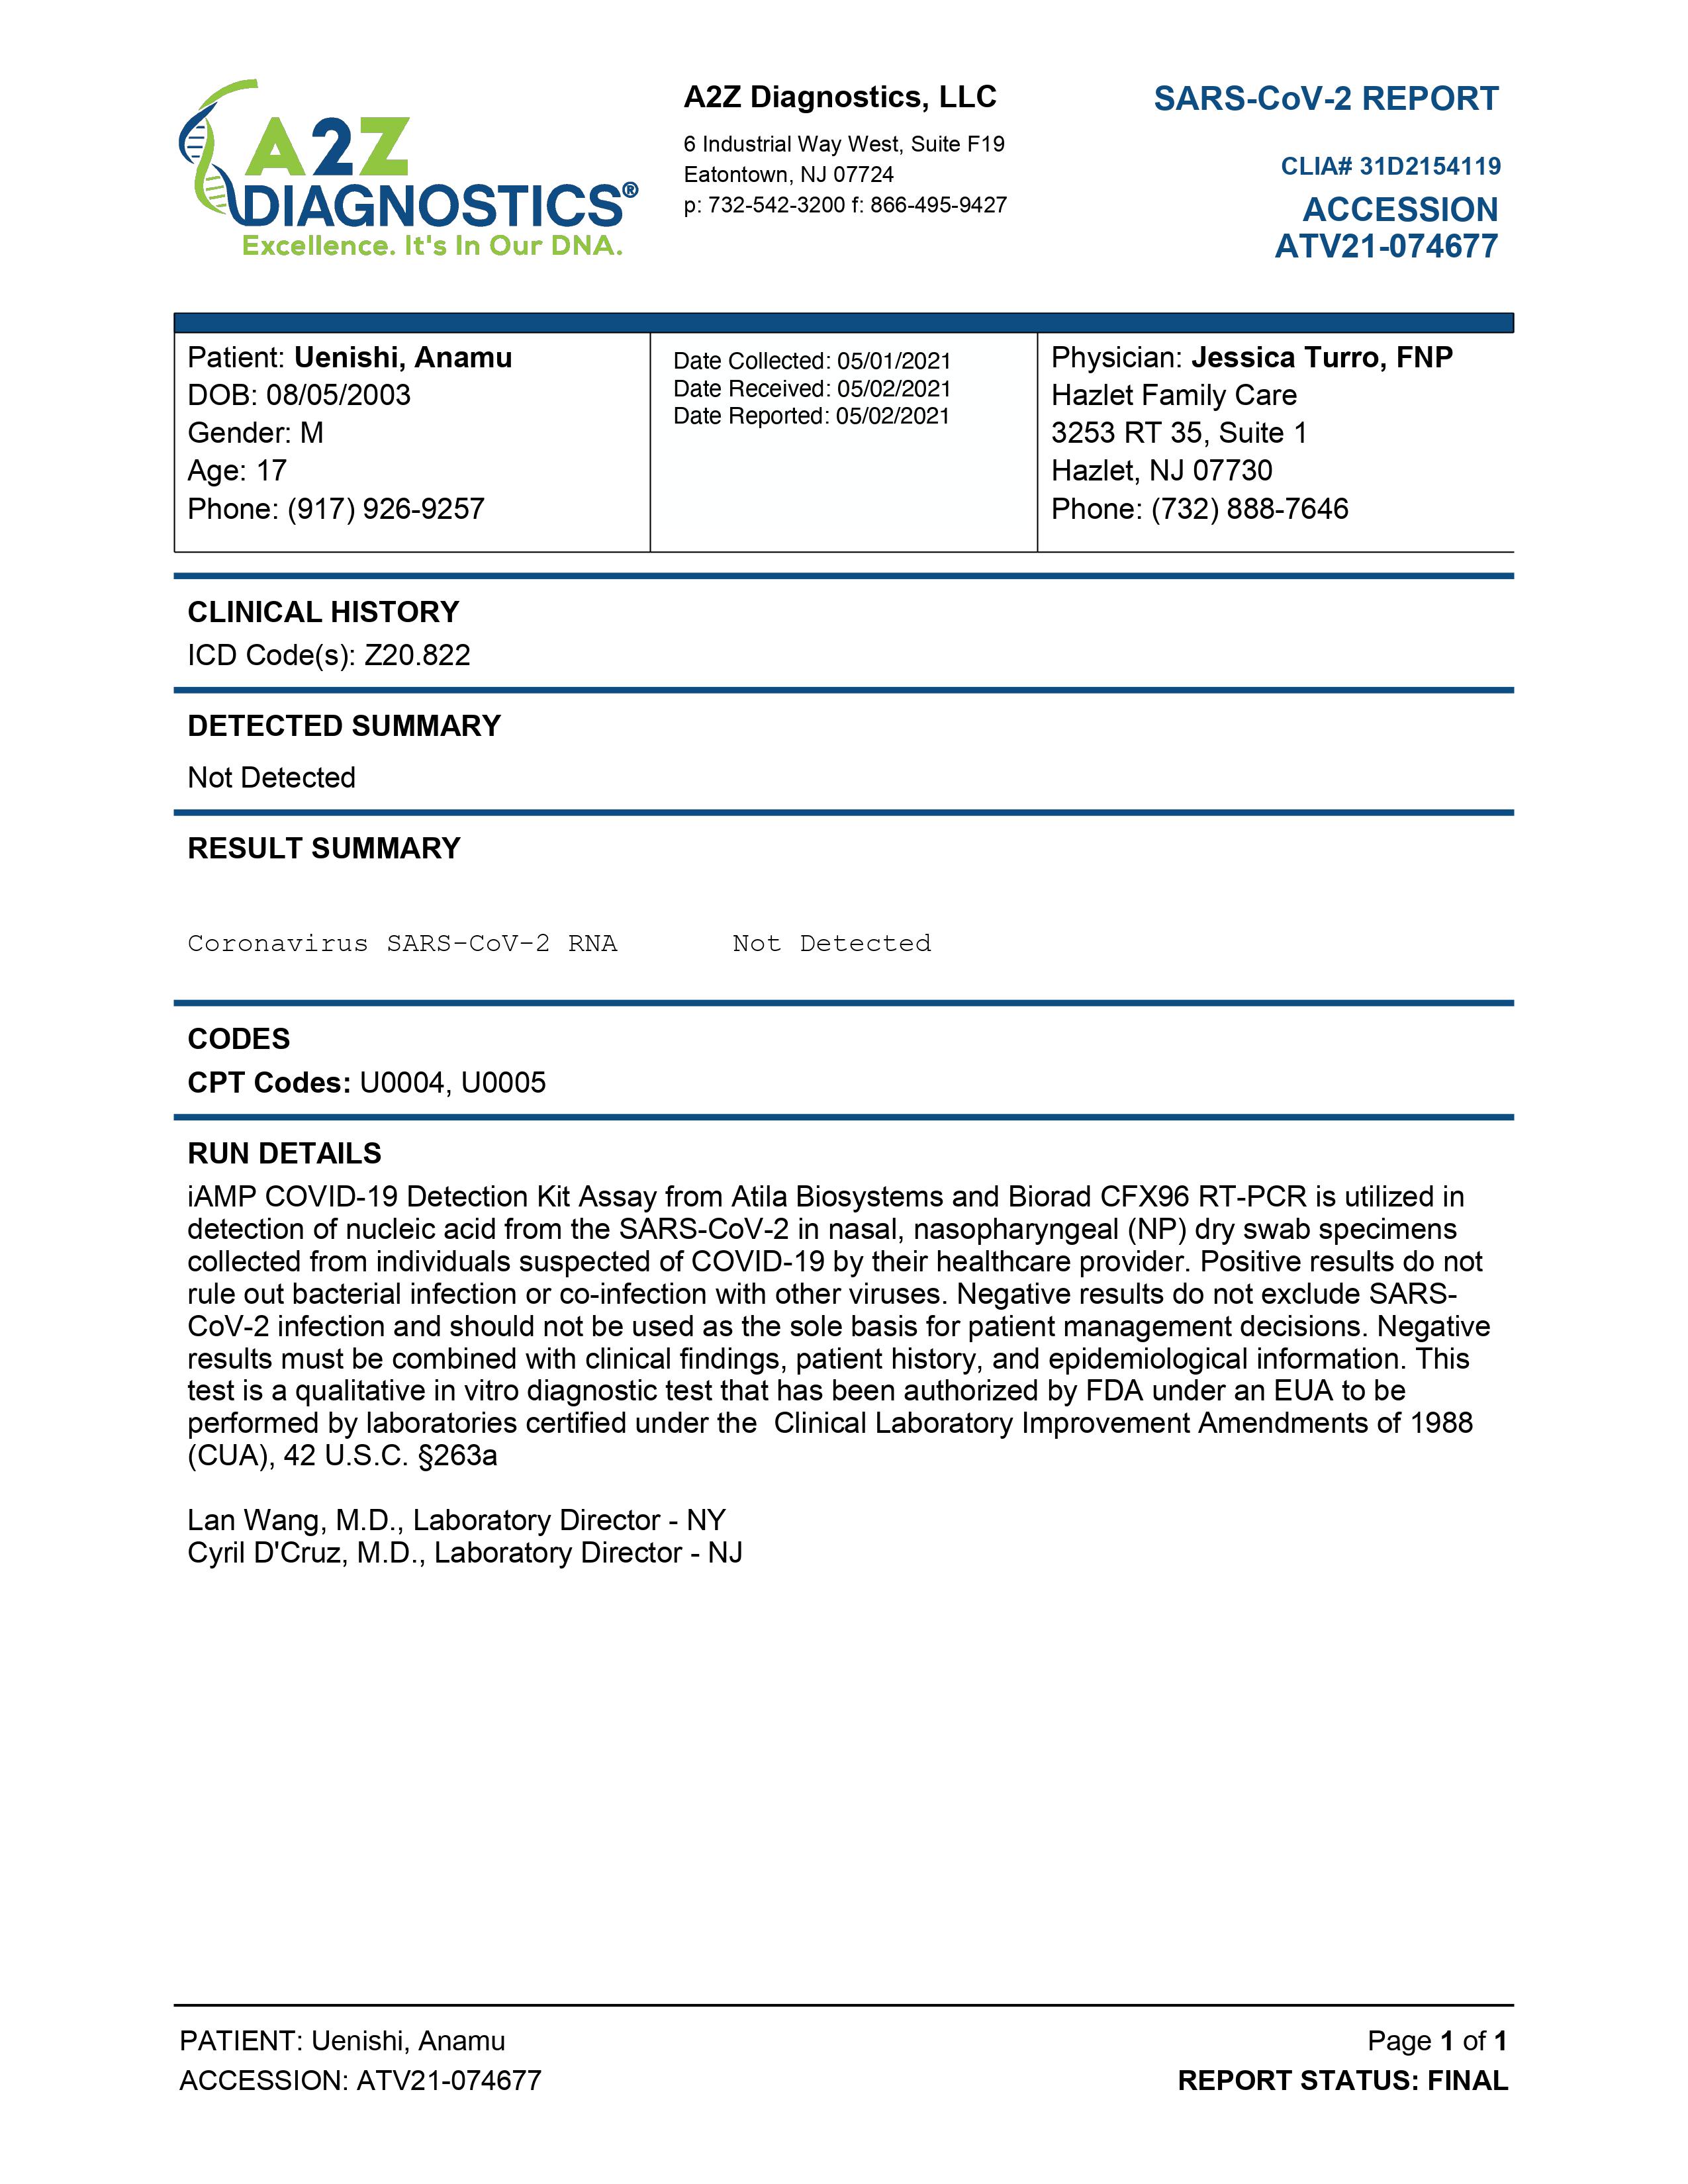 A2Z
DIAGNOSTICS®
Excellence. It's In Our DNA.
A2Z Diagnostics, LLC
6 Industrial Way West, Suite F19
Eatontown, NJ 07724
p: 732-542-3200 f: 866-495-9427
SARS-CoV-2 REPORT
CLIA# 31D2154119
ACCESSION
ATV21-074677
Patient: Uenishi, Anamu
DOB: 08/05/2003
Gender: M
Age: 17
Phone: (917) 926-9257
Date Collected: 05/01/2021
Date Received: 05/02/2021
Date Reported: 05/02/2021
Physician: Jessica Turro, FNP
Hazlet Family Care
3253 RT 35, Suite 1
Hazlet, NJ 07730
Phone: (732) 888-7646
CLINICAL HISTORY
ICD Code(s): Z20.822
DETECTED SUMMARY
Not Detected
RESULT SUMMARY
Coronavirus SARS-CoV-2 RNA Not Detected
CODES
CPT Codes: U0004, U0005
RUN DETAILS
iAMP COVID-19 Detection Kit Assay from Atila Biosystems and Biorad CFX96 RT-PCR is utilized in
detection of nucleic acid from the SARS-CoV-2 in nasal, nasopharyngeal (NP) dry swab specimens
collected from individuals suspected of COVID-19 by their healthcare provider. Positive results do not
rule out bacterial infection or co-infection with other viruses. Negative results do not exclude SARS-
CoV-2 infection and should not be used as the sole basis for patient management decisions. Negative
results must be combined with clinical findings, patient history, and epidemiological information. This
test is a qualitative in vitro diagnostic test that has been authorized by FDA under an EUA to be
performed by laboratories certified under the  Clinical Laboratory Improvement Amendments of 1988
(CUA), 42 U.S.C. §263a
Lan Wang, M.D., Laboratory Director - NY
Cyril D'Cruz, M.D., Laboratory Director - NJ
PATIENT: Uenishi, Anamu
ACCESSION: ATV21-074677
Page 1 of 1
REPORT STATUS: FINAL